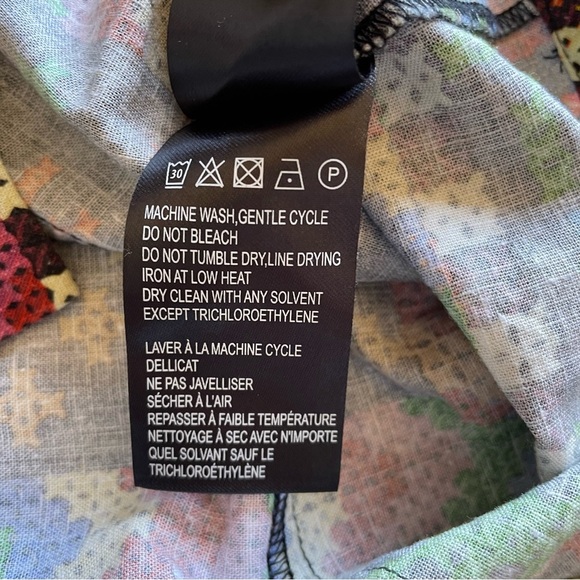 30 P
MACHINE WASH,GENTLE CYCLE
DO NOT BLEACH
DO NOT TUMBLE DRY,LINE DRYING
IRON AT LOW HEAT
DRY CLEAN WITH ANY SOLVENT
EXCEPT TRICHLOROETHYLENE
LAVER À LA MACHINE CYCLE
DELLICAT
NE PAS JAVELLISER
SÉCHER À L'AIR
REPASSER À FAIBLE TEMPÉRATURE
NETTOYAGE À SEC AVEC N'IMPORTE
QUEL SOLVANT SAUF LE
TRICHLOROÉTHYLÈNE